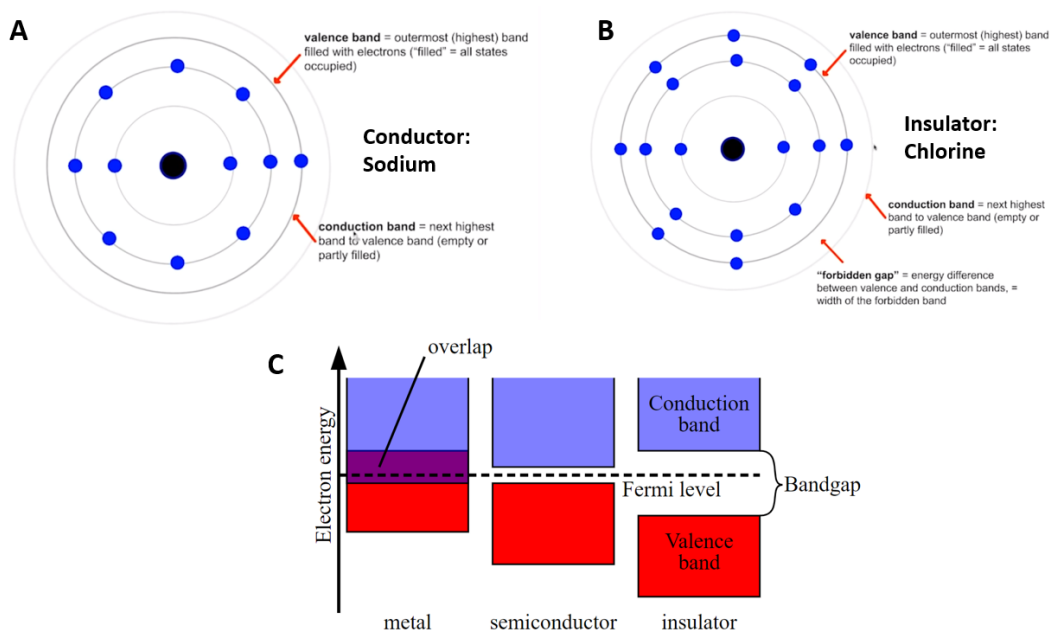 A
valence band = outermost (highest) band
filled with electrons ("filled" = all states
occupied)
Conductor:
Sodium
conduction band = next highest
band to valence band (empty or
partly filled)
B
valence band = outermost (highest) band
filled with electrons ("filled" = all states
occupied)
Insulator:
Chlorine
conduction band = next highest
band to valence band (empty or
partly filled)
"forbidden gap" = energy difference
between valence and conduction bands, =
width of the forbidden band
C
overlap
Electron energy
Conduction
band
Fermi level
Bandgap
Valence
band
metal
semiconductor
insulator